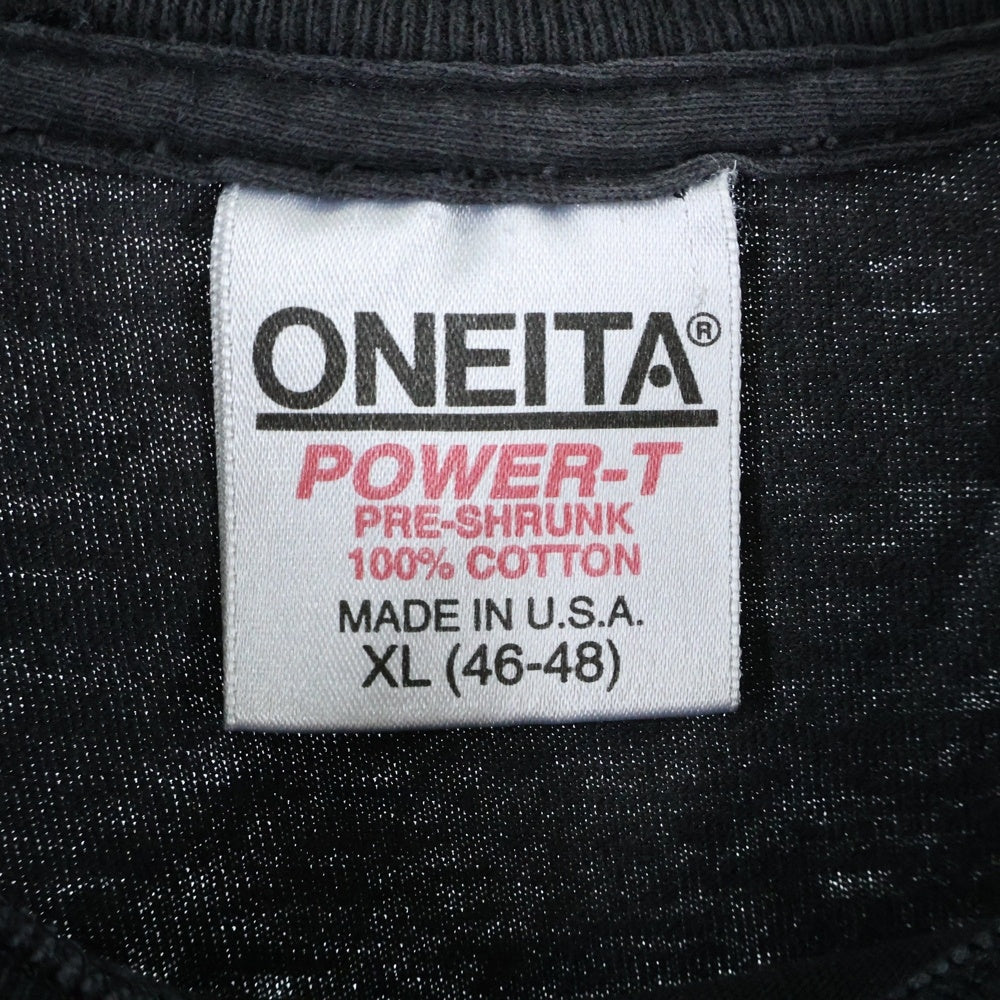 ONEITA®
POWER-T
PRE-SHRUNK
100% COTTON
MADE IN U.S.A.
XL (46-48)